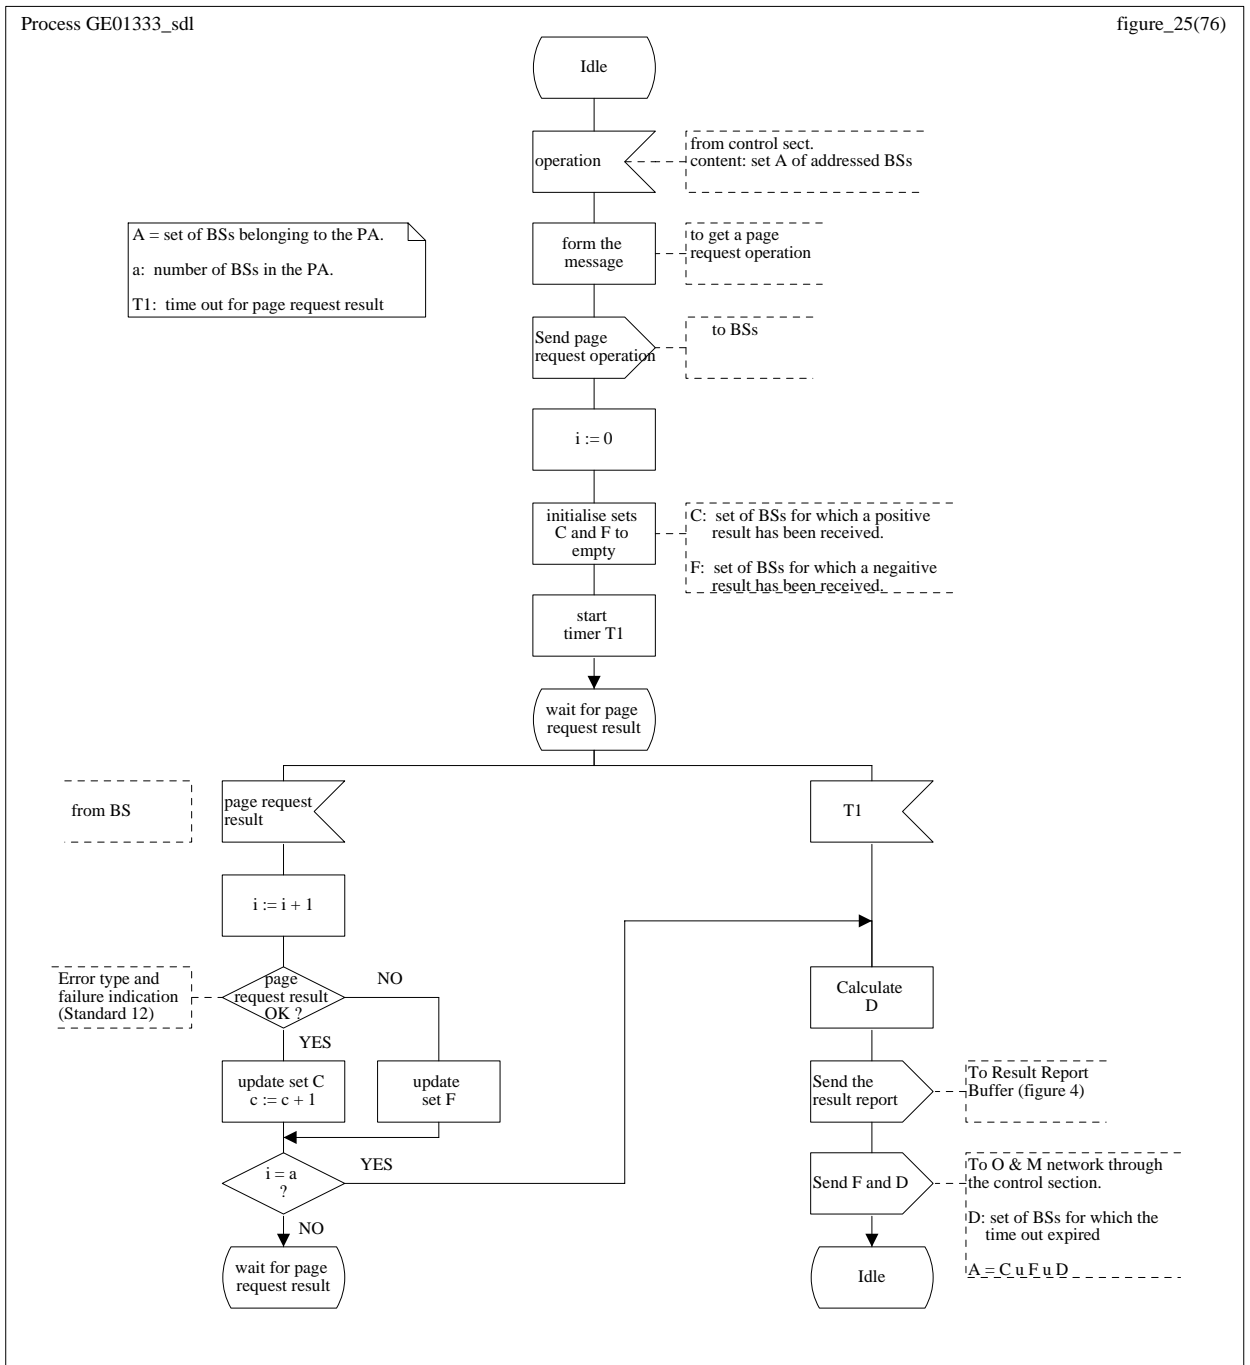 Process GE01333_sdl
figure_25(76)
Idle
operation
from control sect.
content: set A of addressed BSs
A = set of BSs belonging to the PA.
a: number of BSs in the PA.
T1: time out for page request result
form the
message
to get a page
request operation
Send page
request operation
to BSs
i := 0
initialise sets
C and F to
empty
C: set of BSs for which a positive
result has been received.
F: set of BSs for which a negaitive
result has been received.
start
timer T1
wait for page
request result
from BS
page request
result
T1
i := i + 1
Error type and
failure indication
(Standard 12)
page
request result
OK ?
NO
YES
Calculate
D
update set C
c := c + 1
update
set F
Send the
result report
To Result Report
Buffer (figure 4)
i = a
?
YES
NO
Send F and D
To O & M network through
the control section.
D: set of BSs for which the
time out expired
A = C u F u D
wait for page
request result
Idle